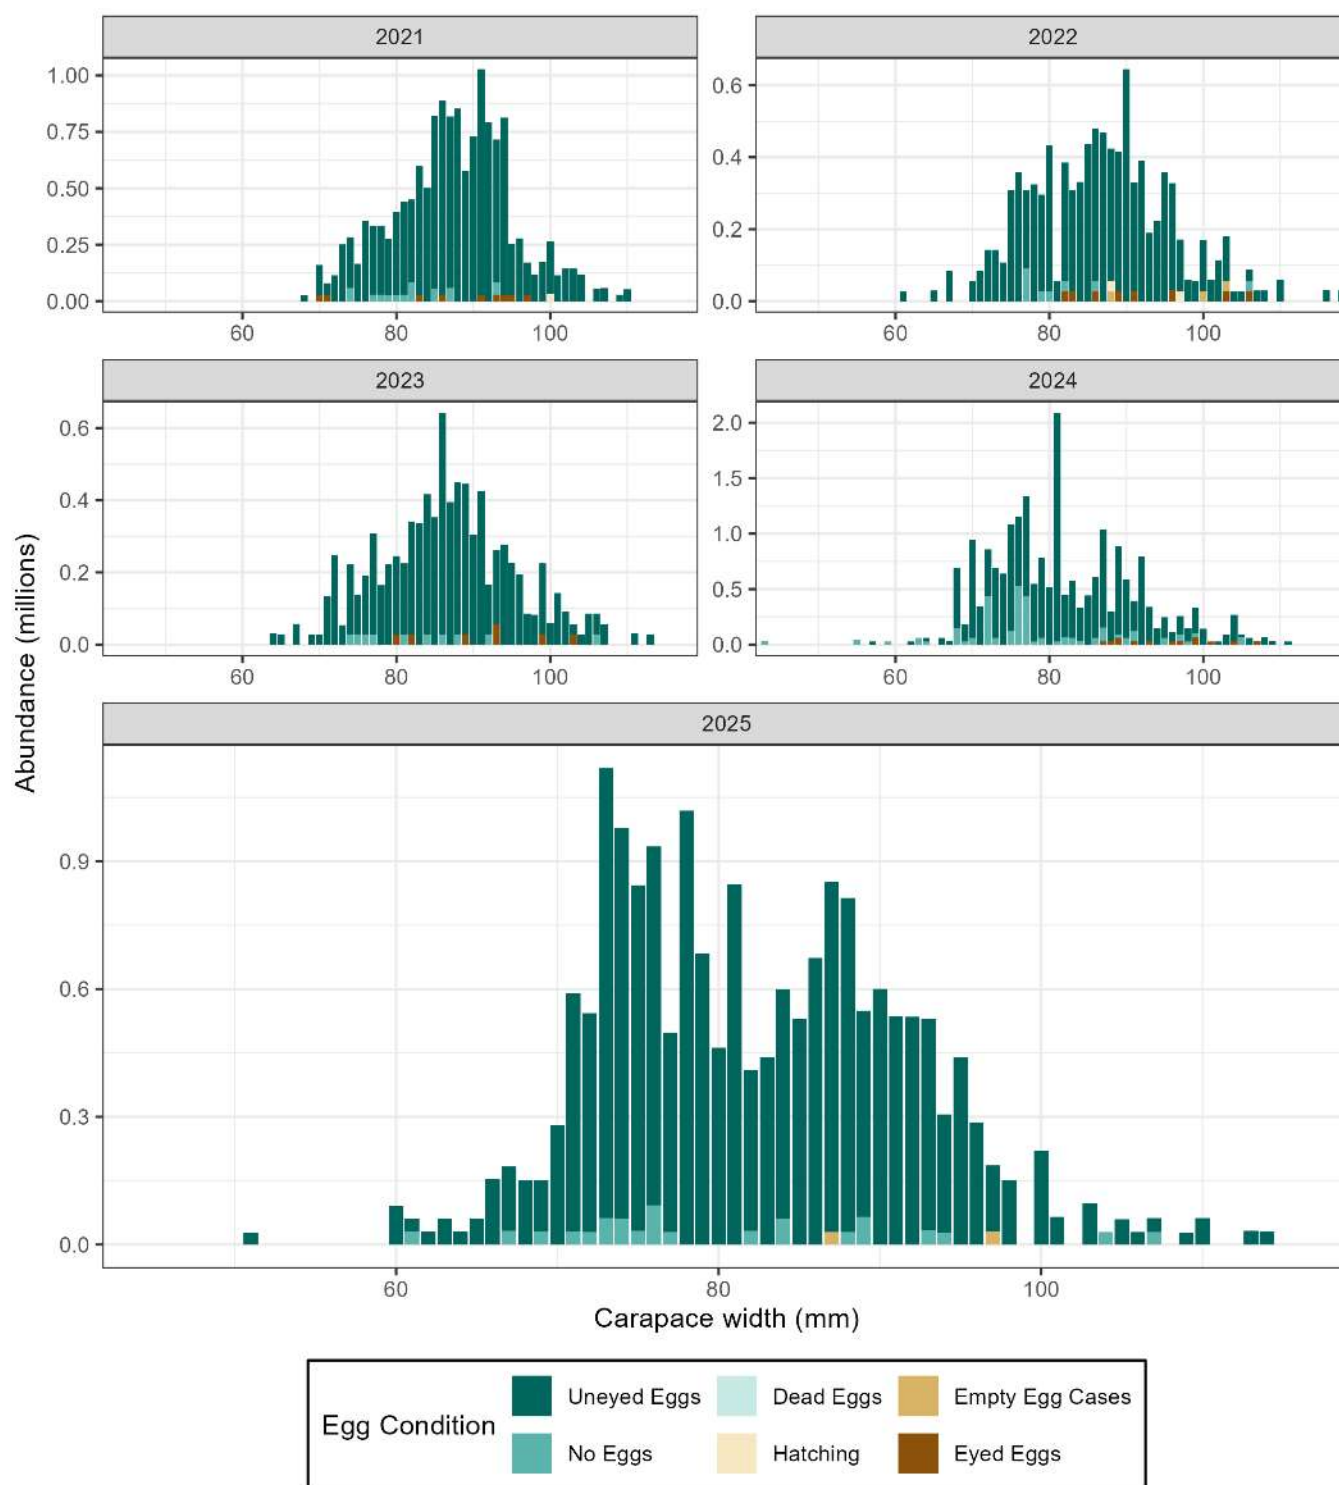 2021
2022
1.00
0.75
0.50
0.25
0.00
60 80 100
0.6
0.4
0.2
0.0
60 80 100
2023
2024
0.6
0.4
0.2
0.0
60 80 100
2.0
1.5
1.0
0.5
0.0
60 80 100
Abundance (millions)
2025
0.9
0.6
0.3
0.0
60 80 100
Carapace width (mm)
Egg Condition
Uneyed Eggs
Dead Eggs
Empty Egg Cases
No Eggs
Hatching
Eyed Eggs